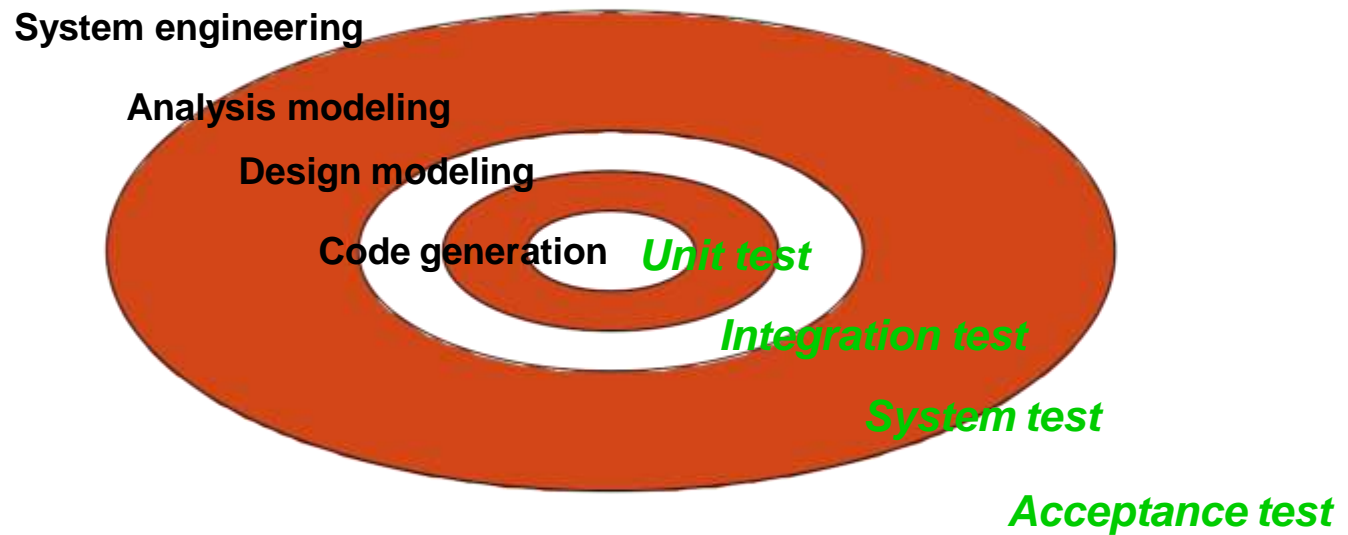 System engineering
Analysis modeling
Design modeling
Code generation
Unit test
Integration test
System test
Acceptance test